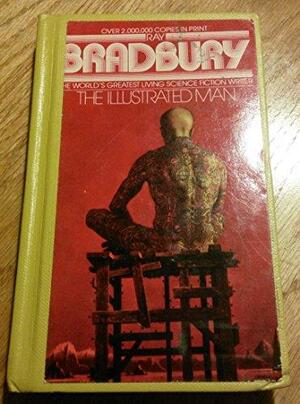 OVER 2,000,000 COPIES IN PRINT
RAY
BRADBURY
THE WORLD'S GREATEST LIVING SCIENCE FICTION WRITER
THE ILLUSTRATED MAN